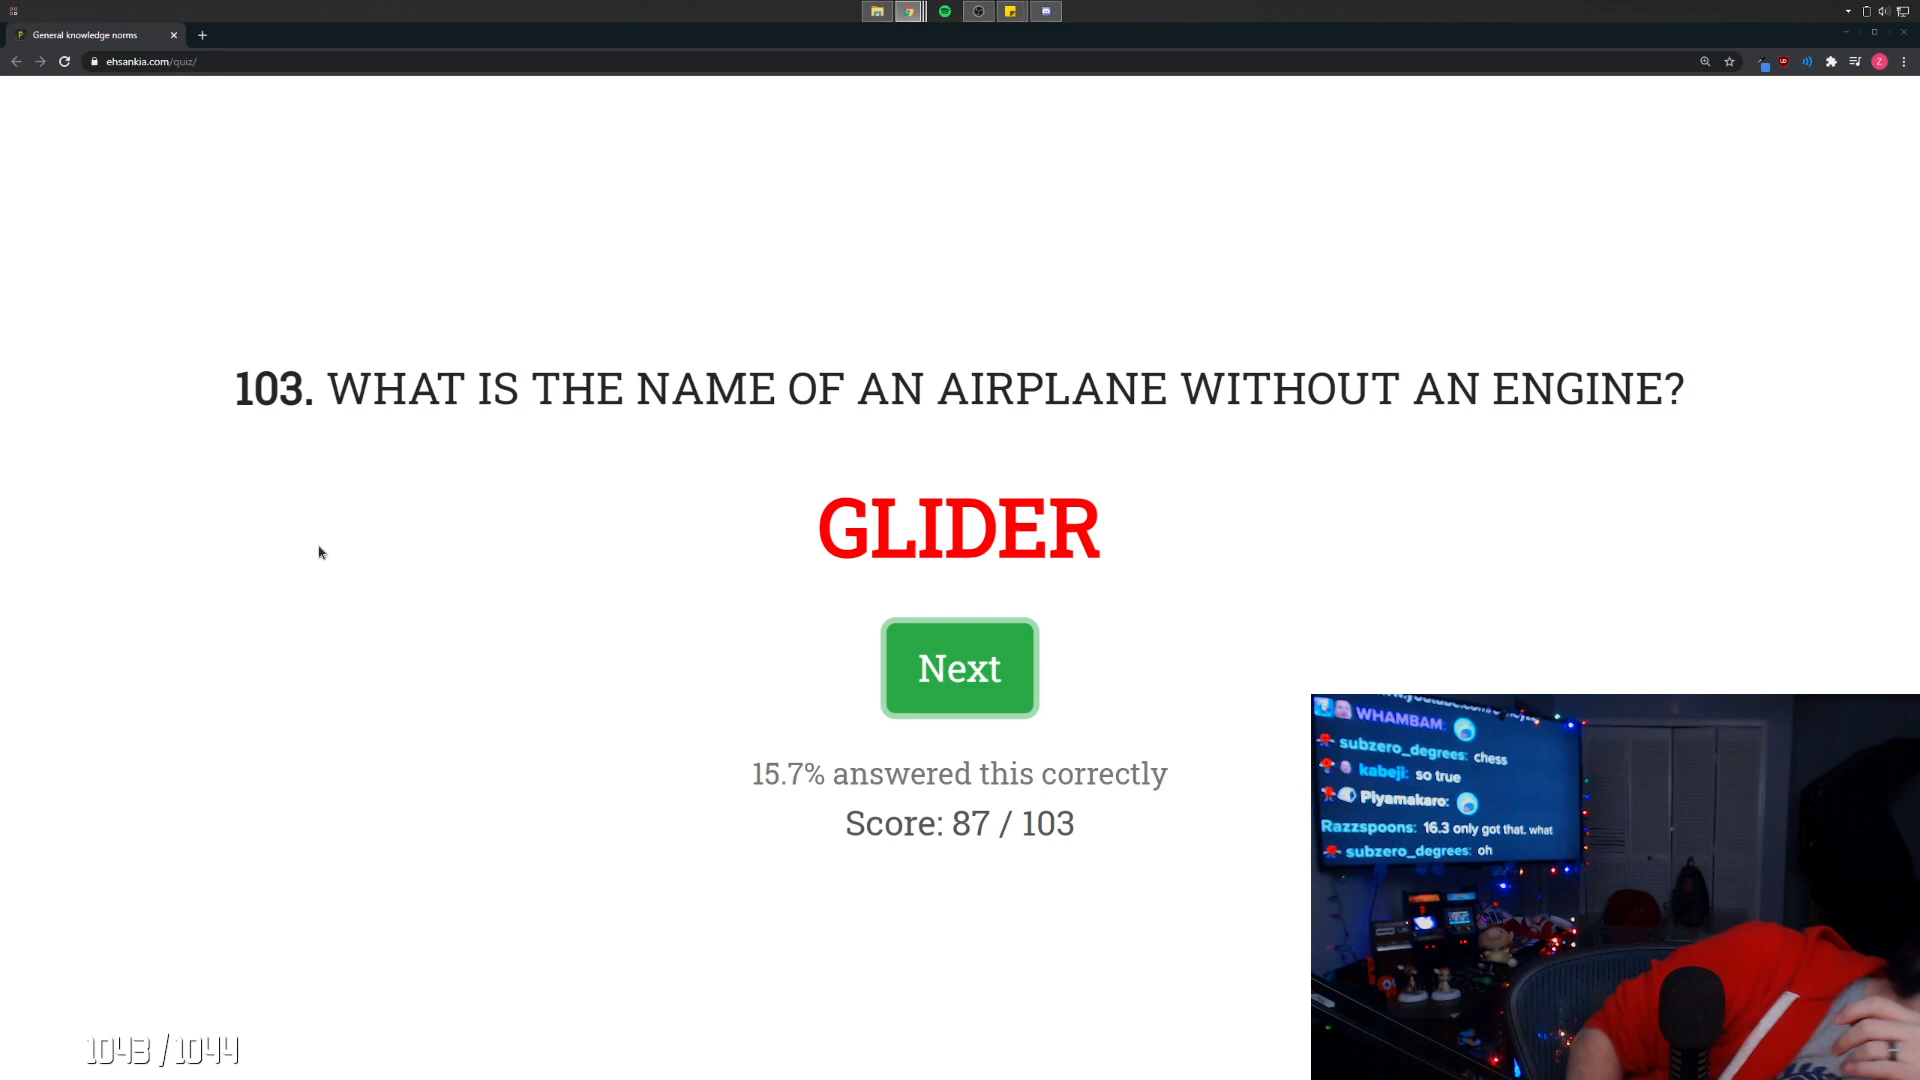 General knowledge norms
ehsankia.com/quiz/
Z
103. WHAT IS THE NAME OF AN AIRPLANE WITHOUT AN ENGINE?
GLIDER
Next
15.7% answered this correctly
Score: 87 / 103
WHAMBAM:
subzero_degrees: chess
kabeji: so true
Piyamakaro:
Razzspoons: 16.3 only got that. what
subzero_degrees: oh
1043 / 1044